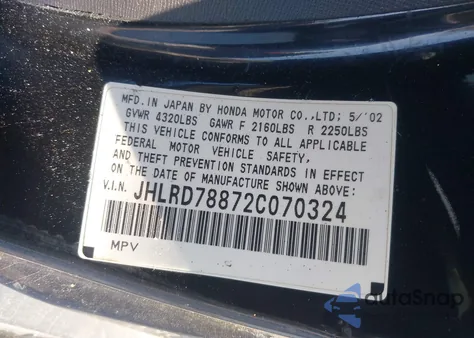 MFD.IN JAPAN BY HONDA MOTOR CO.,LTD; 5/'02
GVWR 4320LBS GAWR F 2160LBS R 2250LBS
THIS VEHICLE CONFORMS TO ALL APPLICABLE
FEDERAL MOTOR VEHICLE SAFETY,
AND THEFT PREVENTION STANDARDS IN EFFECT
ON THE DATE OF MANUFACTURE SHOWN ABOVE.
V.I.N. JHLRD78872C070324
MPV
autoSnap